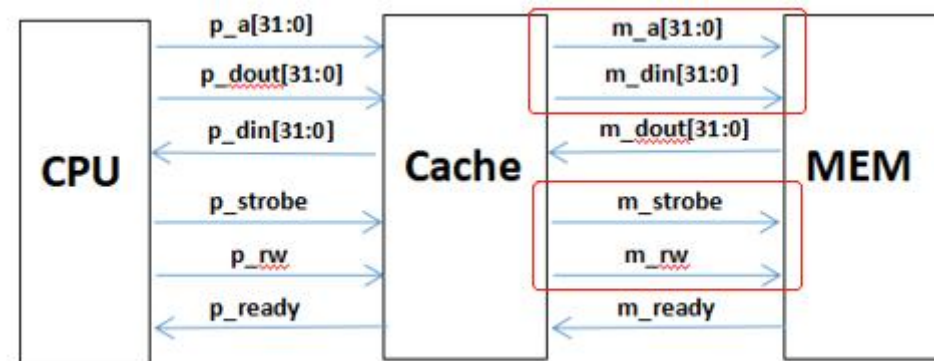 p_a[31:0] m_a[31:0]
p_dout[31:0] m_din[31:0]
p_din[31:0] m_dout[31:0]
CPU Cache MEM
p_strobe m_strobe
p_rw m_rw
p_ready m_ready